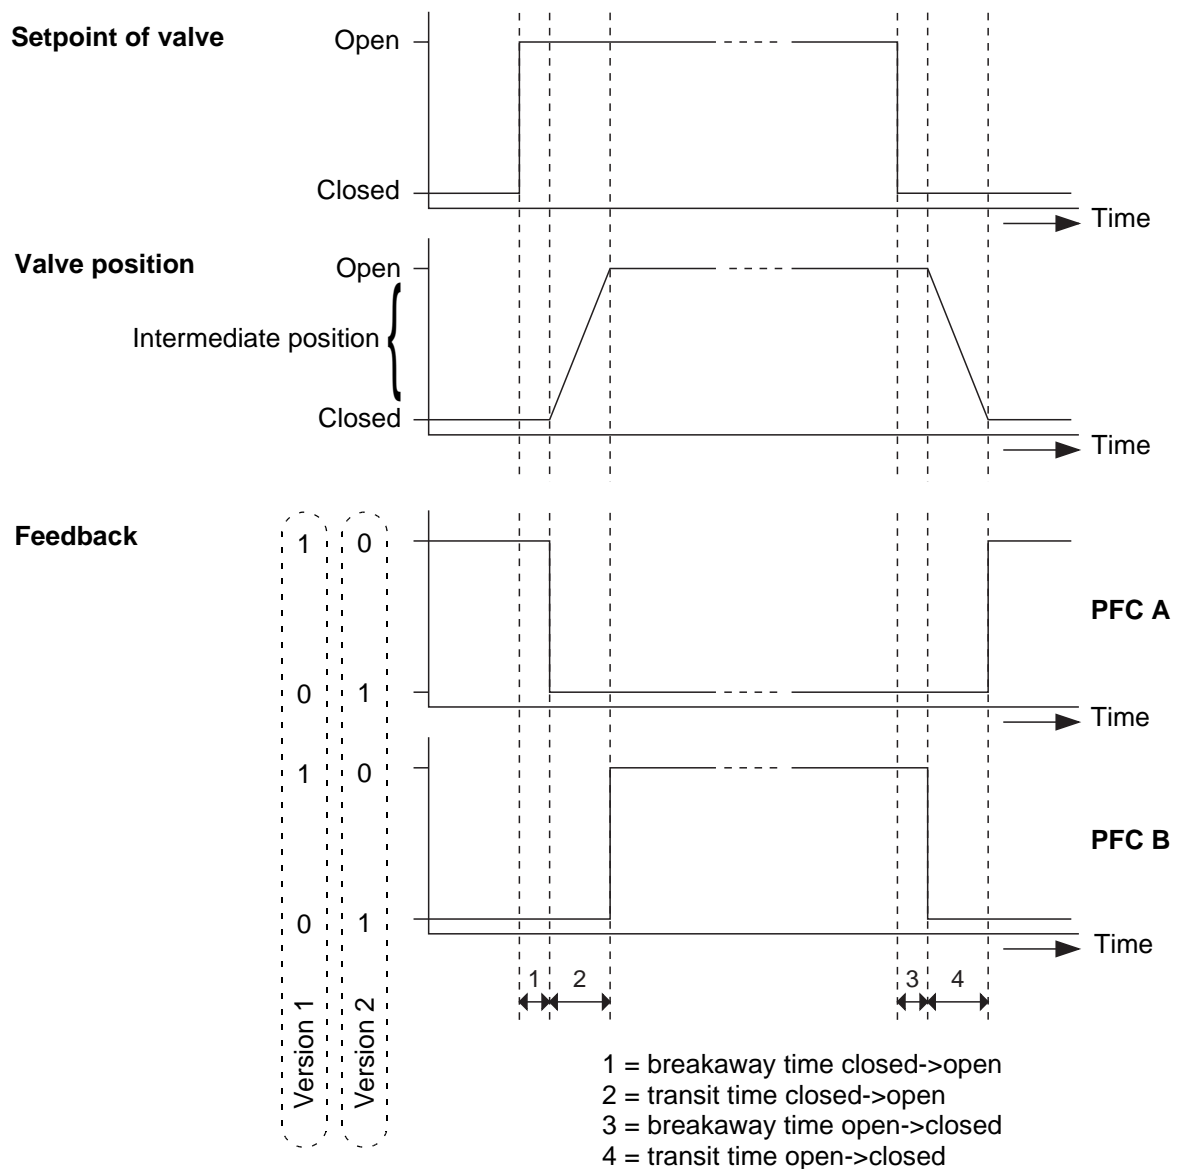 Setpoint of valve
Open
Closed
Time
Valve position
Open
Intermediate position
Closed
Time
Feedback
1 0
PFC A
0 1
Time
1 0
PFC B
0 1
Time
1 2 3 4
Version 1
Version 2
1 = breakaway time closed->open
2 = transit time closed->open
3 = breakaway time open->closed
4 = transit time open->closed